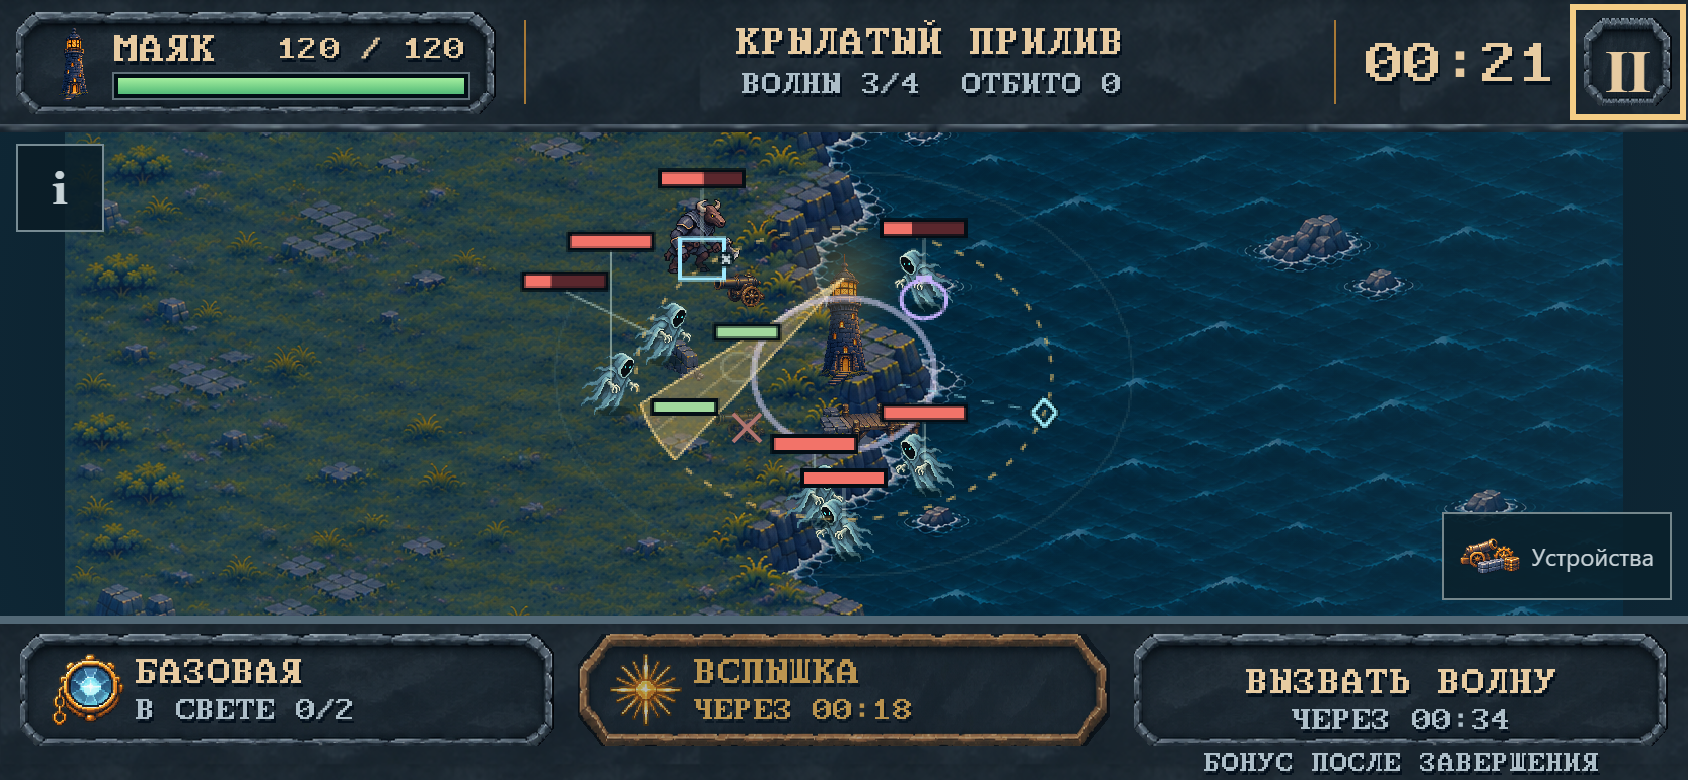 МАЯК 120 / 120
КРЫЛАТЫЙ ПРИЛИВ
ВОЛНЫ 3/4 ОТБИТО 0
00:21
II
i
Устройства
БАЗОВАЯ
В СВЕТЕ 0/2
ВСПЫШКА
ЧЕРЕЗ 00:18
ВЫЗВАТЬ ВОЛНУ
ЧЕРЕЗ 00:34
БОНУС ПОСЛЕ ЗАВЕРШЕНИЯ